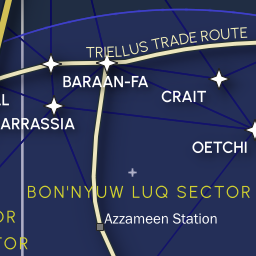 TRIELLUS TRADE ROUTE
BARAAN-FA
CRAIT
ARRASSIA
OETCHI
BON'NYUW LUQ SECTOR
Azzameen Station